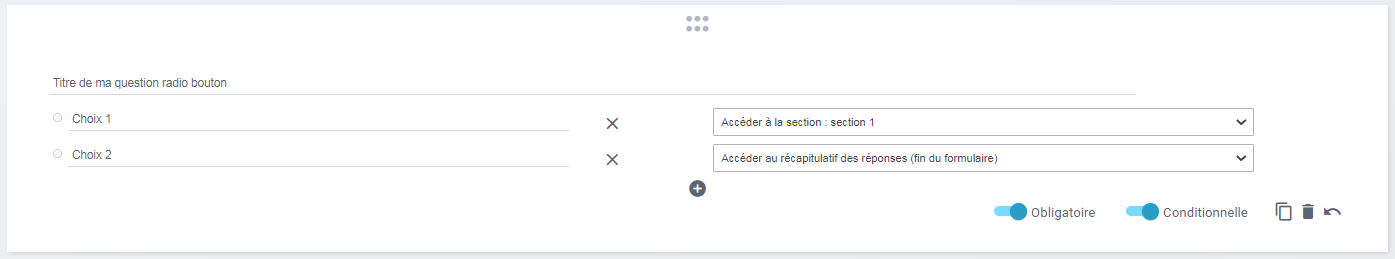 Titre de ma question radio bouton
Choix 1
Accéder à la section : section 1
Choix 2
Accéder au récapitulatif des réponses (fin du formulaire)
Obligatoire
Conditionnelle